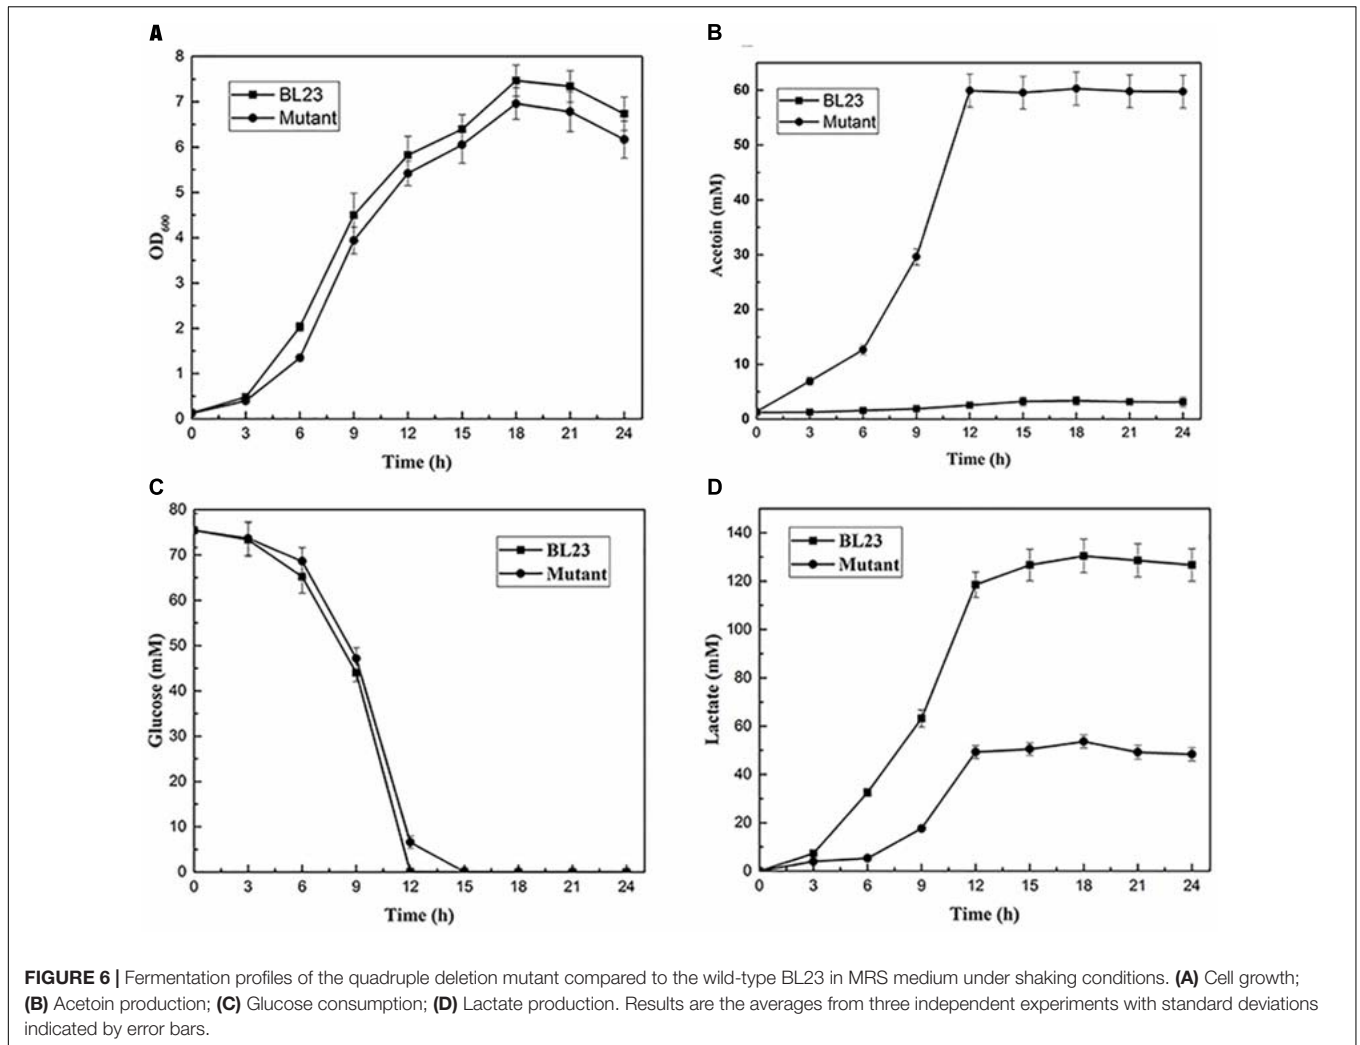 A
8
7
6
5
4
3
2
1
0
OD600
BL23
Mutant
0 3 6 9 12 15 18 21 24
Time (h)
B
60
50
40
30
20
10
0
Acetoin (mM)
BL23
Mutant
0 3 6 9 12 15 18 21 24
Time (h)
C
80
70
60
50
40
30
20
10
0
Glucose (mM)
BL23
Mutant
0 3 6 9 12 15 18 21 24
Time (h)
D
140
120
100
80
60
40
20
0
Lactate (mM)
BL23
Mutant
0 3 6 9 12 15 18 21 24
Time (h)
FIGURE 6 | Fermentation profiles of the quadruple deletion mutant compared to the wild-type BL23 in MRS medium under shaking conditions. (A) Cell growth;
(B) Acetoin production; (C) Glucose consumption; (D) Lactate production. Results are the averages from three independent experiments with standard deviations
indicated by error bars.